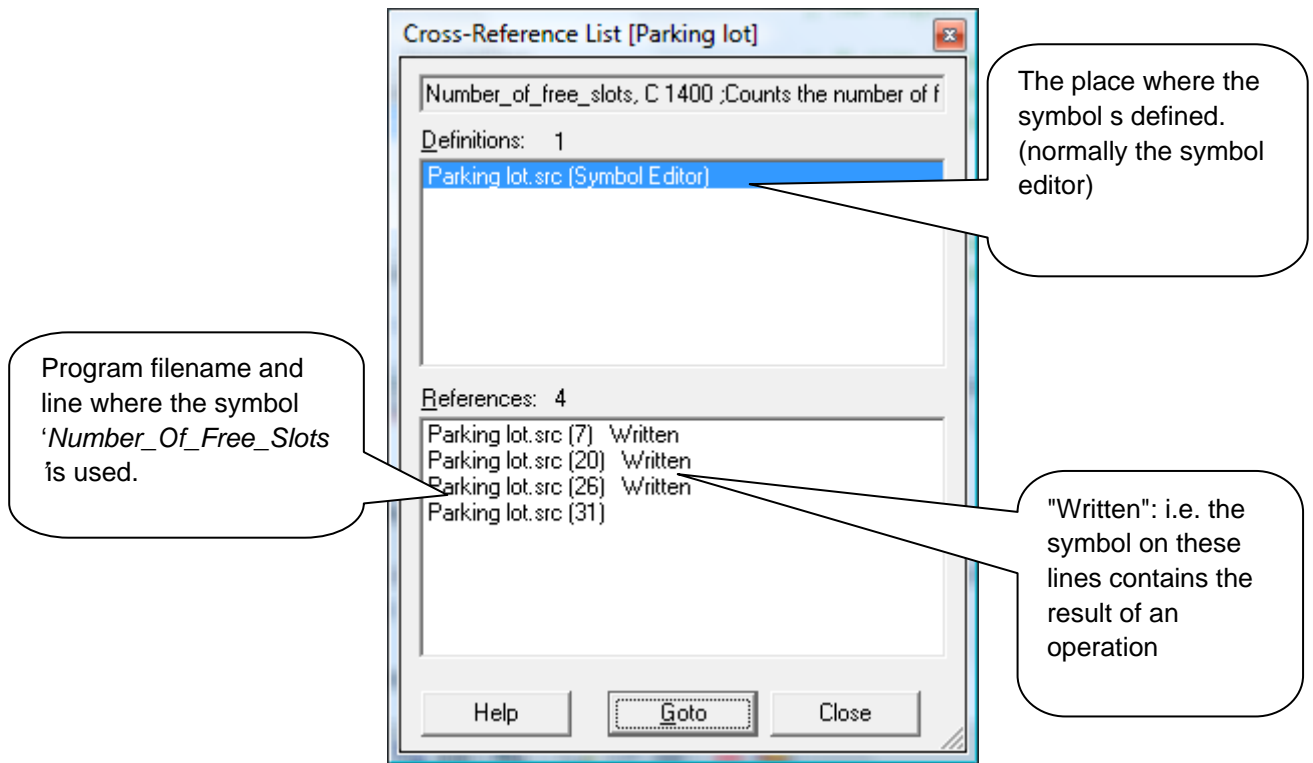 Cross-Reference List [Parking lot]
Number_of_free_slots, C 1400 ;Counts the number of f
Definitions: 1
Parking lot.src (Symbol Editor)
The place where the
symbol s defined.
(normally the symbol
editor)
Program filename and
line where the symbol
‘Number_Of_Free_Slots
’is used.
References: 4
Parking lot.src (7) Written
Parking lot.src (20) Written
Parking lot.src (26) Written
Parking lot.src (31)
"Written": i.e. the
symbol on these
lines contains the
result of an
operation
Help
Goto
Close